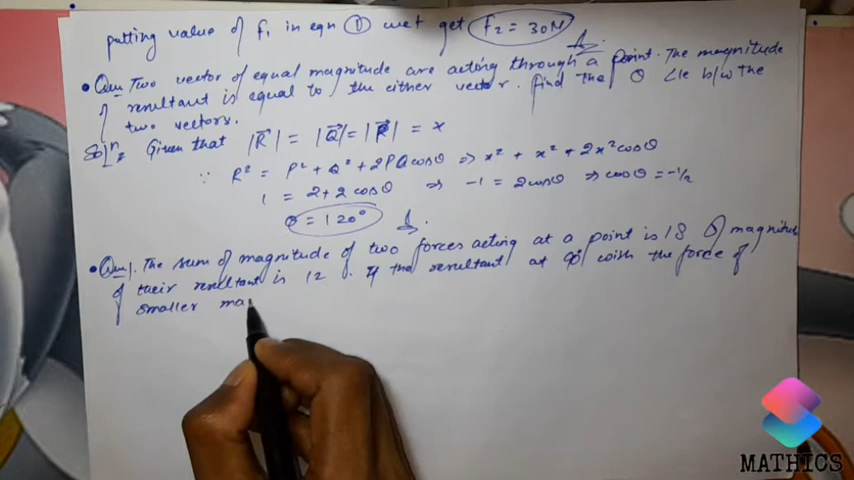 putting value of f₁ in eqn ① wet get f₂ = 30N
• Qun Two vector of equal magnitude are acting through a point. The magnitude
of resultant is equal to the either vector. find the θ ∠le b/w the
two vectors.
Solⁿ: Given that |R⃗| = |Q⃗| = |P⃗| = x
∵ R² = P² + Q² + 2PQ cosθ ⇒ x² + x² + 2x² cosθ
1 = 2 + 2 cosθ ⇒ -1 = 2cosθ ⇒ cosθ = -1/2
θ = 120°
• Qun 1. The sum of magnitude of two forces acting at a point is 18 magnitude
of their resultant is 12. If the resultant at 90° with the force of
smaller ma
MATHICS